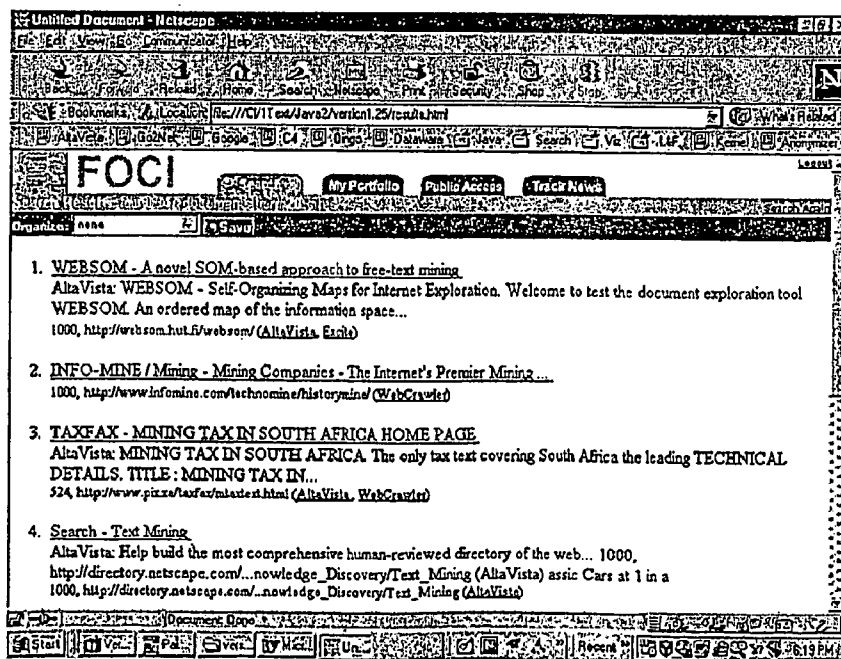 Untitled Document - Netscape
File Edit View Go Communicator Help
Back Forward Reload Home Search Netscape Print Security Shop Stop
Bookmarks Location: file:///C|/1Text/Java2/version1.25/results.html What's Related
AltaVista Go2Net Google C4 Dataware Java Search Viz Kernel Anonymizer
Logout
FOCI My Portfolio Public Access Track News
Organize: none Save
1. WEBSOM - A novel SOM-based approach to free-text mining
AltaVista: WEBSOM - Self-Organizing Maps for Internet Exploration. Welcome to test the document exploration tool
WEBSOM. An ordered map of the information space...
1000, http://websom.hut.fi/websom/ (AltaVista, Excite)
2. INFO-MINE / Mining - Mining Companies - The Internet's Premier Mining ...
1000, http://www.infomine.com/technomine/historymine/ (WebCrawler)
3. TAXFAX - MINING TAX IN SOUTH AFRICA HOME PAGE
AltaVista: MINING TAX IN SOUTH AFRICA. The only tax text covering South Africa the leading TECHNICAL
DETAILS. TITLE : MINING TAX IN...
524, (AltaVista, WebCrawler)
4. Search - Text Mining
AltaVista: Help build the most comprehensive human-reviewed directory of the web... 1000,
http://directory.netscape.com/...nowledge_Discovery/Text_Mining (AltaVista) assic Cars at 1 in a
1000, http://directory.netscape.com/...nowledge_Discovery/Text_Mining (AltaVista)
Document: Done
Start Recent 6:19 PM